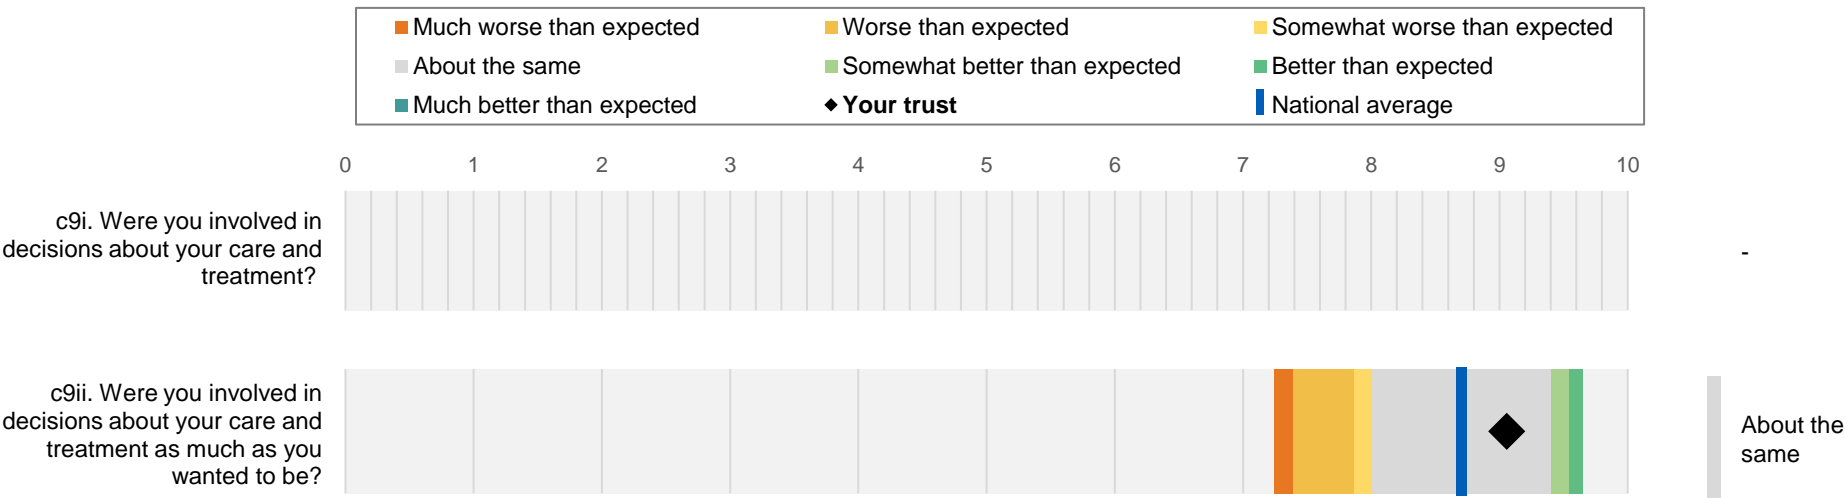 Much worse than expected
Worse than expected
Somewhat worse than expected
About the same
Somewhat better than expected
Better than expected
Much better than expected
Your trust
National average
0 1 2 3 4 5 6 7 8 9 10
c9i. Were you involved in
decisions about your care and
treatment?
-
c9ii. Were you involved in
decisions about your care and
treatment as much as you
wanted to be?
About the
same